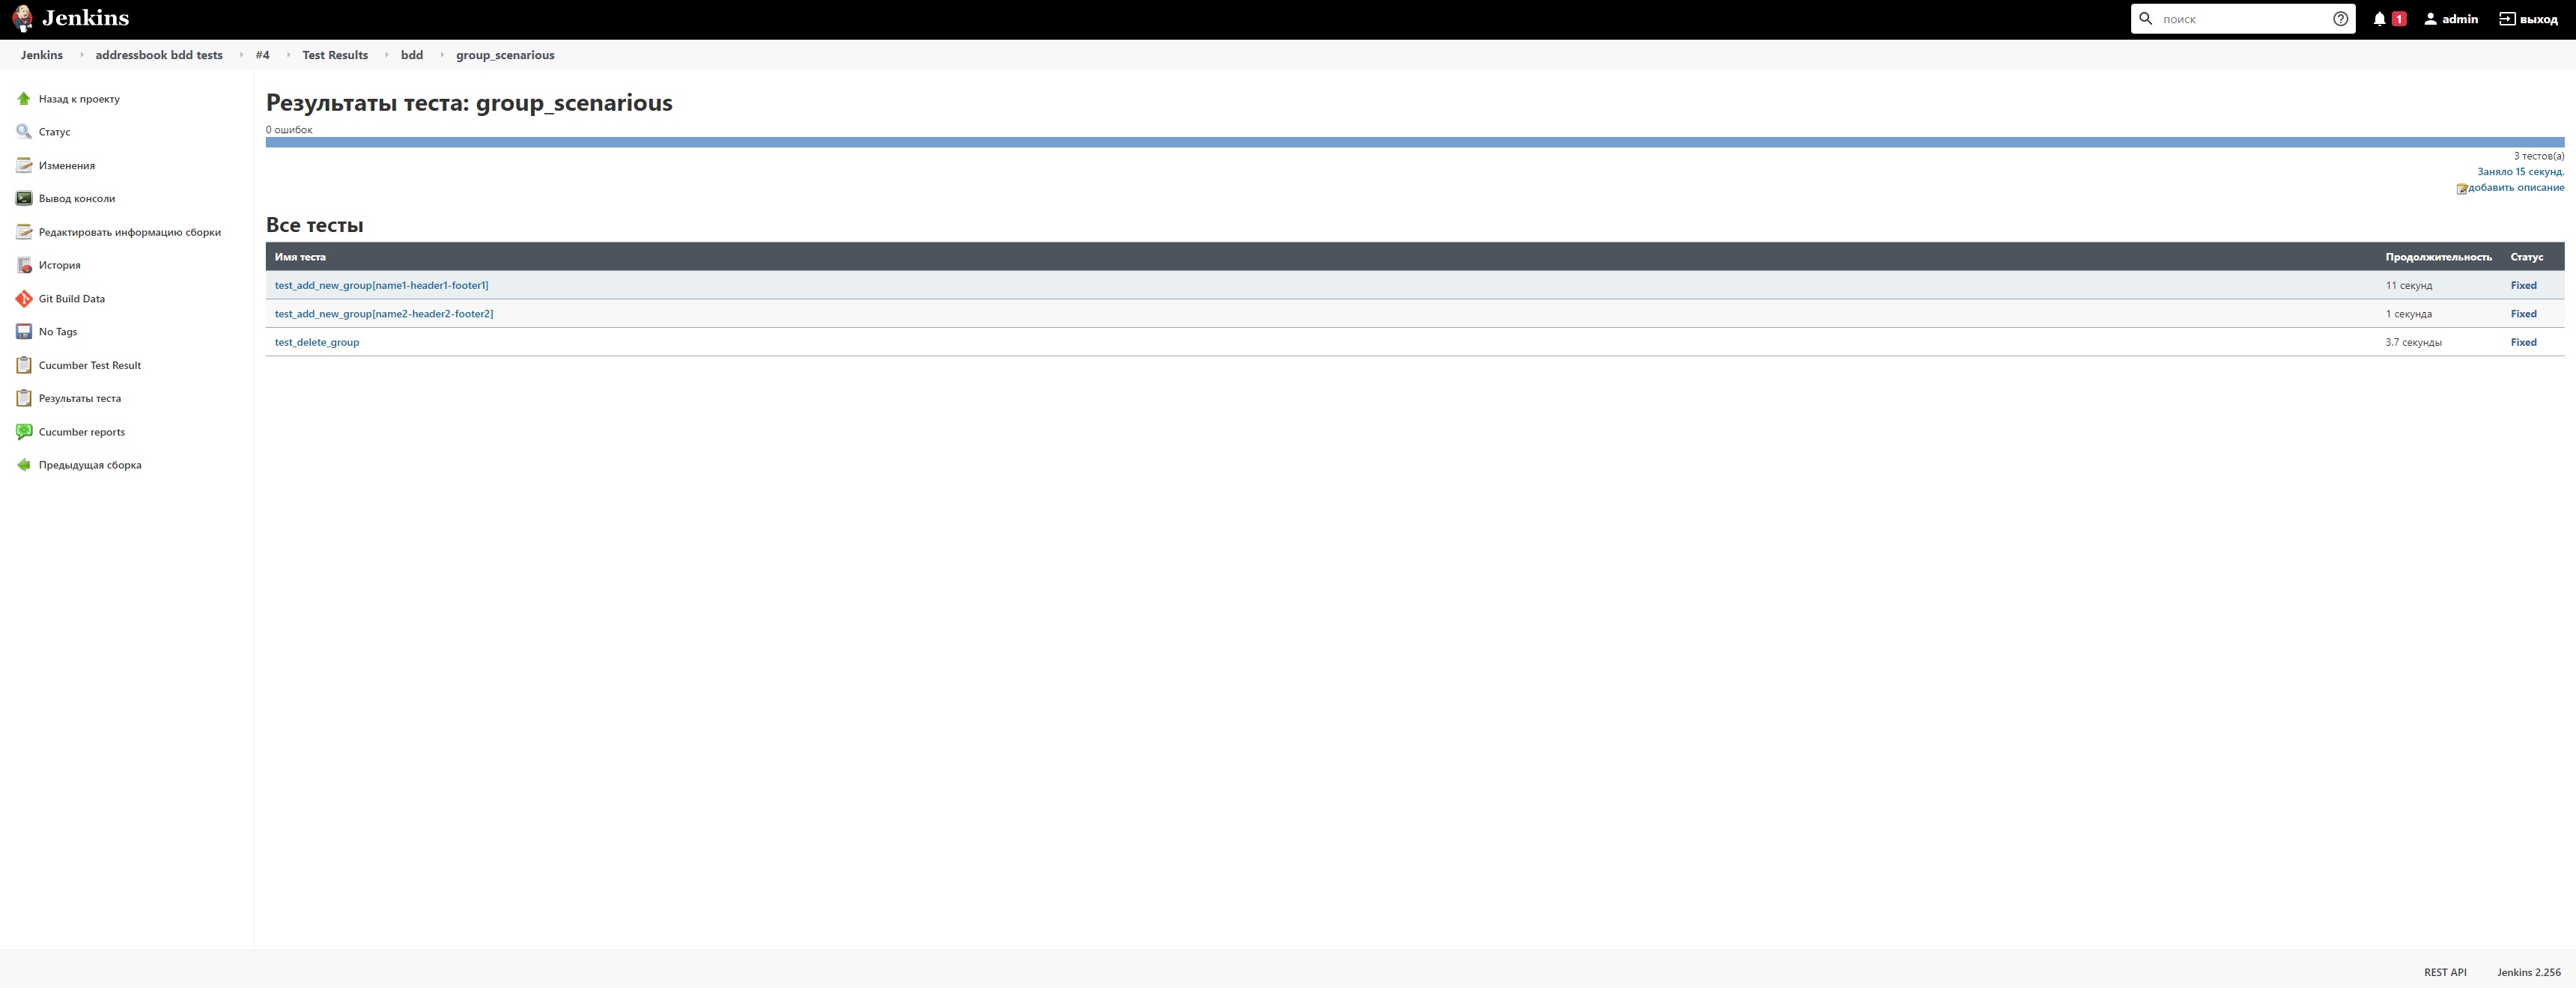 Jenkins
поиск
1
admin
выход
Jenkins
addressbook bdd tests
#4
Test Results
bdd
group_scenarious
Назад к проекту
Статус
Изменения
Вывод консоли
Редактировать информацию сборки
История
Git Build Data
No Tags
Cucumber Test Result
Результаты теста
Cucumber reports
Предыдущая сборка
Результаты теста: group_scenarious
0 ошибок
3 тестов(а)
Заняло 15 секунд.
добавить описание
Все тесты
Имя теста Продолжительность Статус
test_add_new_group[name1-header1-footer1] 11 секунд Fixed
test_add_new_group[name2-header2-footer2] 1 секунда Fixed
test_delete_group 3.7 секунды Fixed
REST API Jenkins 2.256